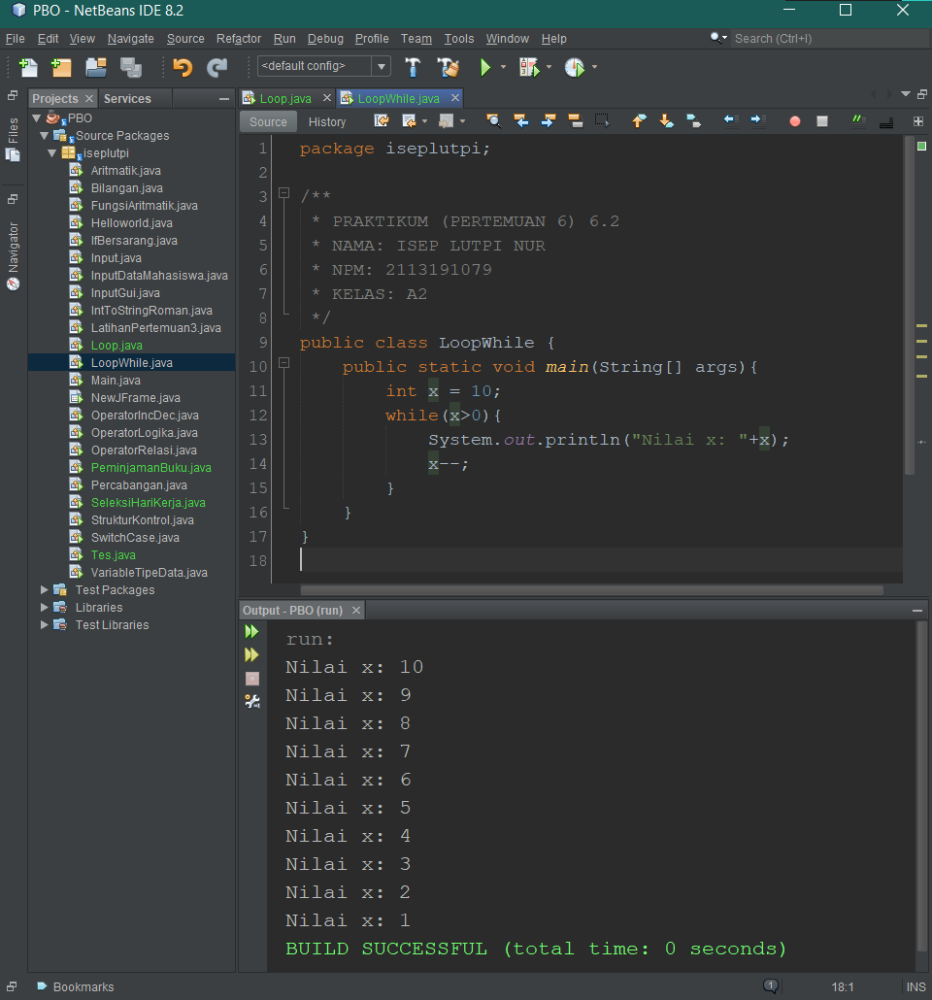 PBO - NetBeans IDE 8.2
File Edit View Navigate Source Refactor Run Debug Profile Team Tools Window Help
Search (Ctrl+I)
<default config>
Projects Services
Files
Navigator
PBO
Source Packages
iseplutpi
Aritmatik.java
Bilangan.java
FungsiAritmatik.java
Helloworld.java
IfBersarang.java
Input.java
InputDataMahasiswa.java
InputGui.java
IntToStringRoman.java
LatihanPertemuan3.java
Loop.java
LoopWhile.java
Main.java
NewJFrame.java
OperatorIncDec.java
OperatorLogika.java
OperatorRelasi.java
PeminjamanBuku.java
Percabangan.java
SeleksiHariKerja.java
StrukturKontrol.java
SwitchCase.java
Tes.java
VariableTipeData.java
Test Packages
Libraries
Test Libraries
Loop.java LoopWhile.java
Source History
1 package iseplutpi;
2
3 /**
4  * PRAKTIKUM (PERTEMUAN 6) 6.2
5  * NAMA: ISEP LUTPI NUR
6  * NPM: 2113191079
7  * KELAS: A2
8  */
9 public class LoopWhile {
10     public static void main(String[] args){
11         int x = 10;
12         while(x>0){
13             System.out.println("Nilai x: "+x);
14             x--;
15         }
16     }
17 }
18
Output - PBO (run)
run:
Nilai x: 10
Nilai x: 9
Nilai x: 8
Nilai x: 7
Nilai x: 6
Nilai x: 5
Nilai x: 4
Nilai x: 3
Nilai x: 2
Nilai x: 1
BUILD SUCCESSFUL (total time: 0 seconds)
Bookmarks
1
18:1
INS